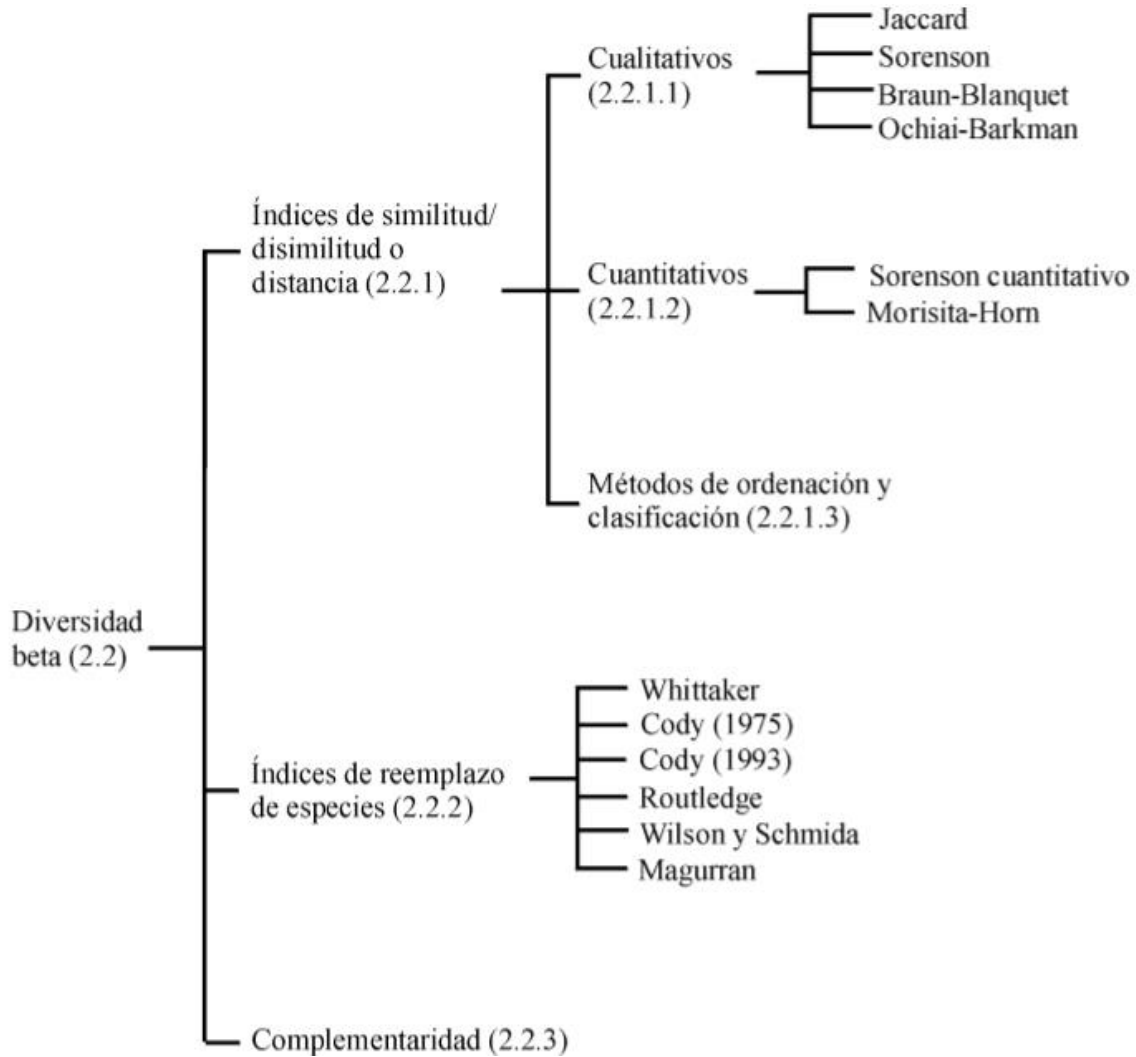 Diversidad
beta (2.2)
Índices de similitud/
disimilitud o
distancia (2.2.1)
Cualitativos
(2.2.1.1)
Jaccard
Sorenson
Braun-Blanquet
Ochiai-Barkman
Cuantitativos
(2.2.1.2)
Sorenson cuantitativo
Morisita-Horn
Métodos de ordenación y
clasificación (2.2.1.3)
Índices de reemplazo
de especies (2.2.2)
Whittaker
Cody (1975)
Cody (1993)
Routledge
Wilson y Schmida
Magurran
Complementaridad (2.2.3)